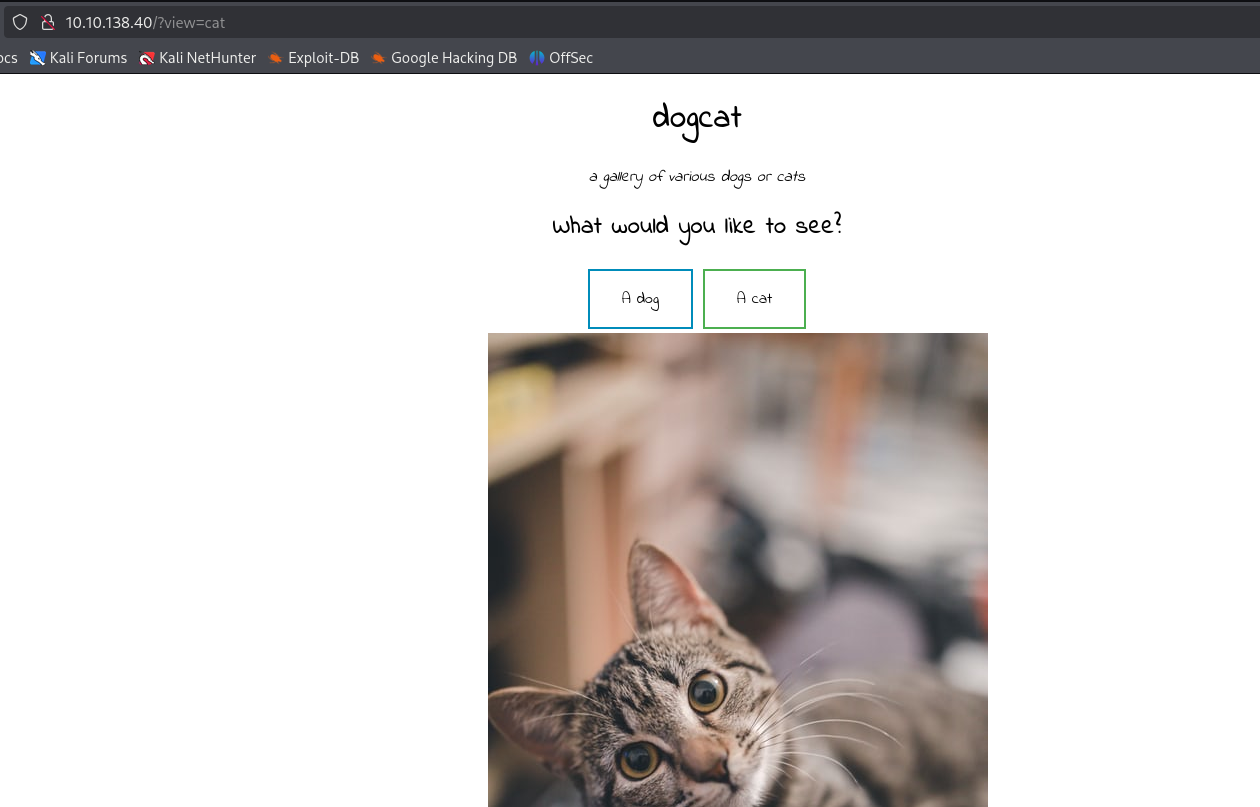 10.10.138.40/?view=cat
ocs Kali Forums Kali NetHunter Exploit-DB Google Hacking DB OffSec
dogcat
a gallery of various dogs or cats
What would you like to see?
A dog A cat